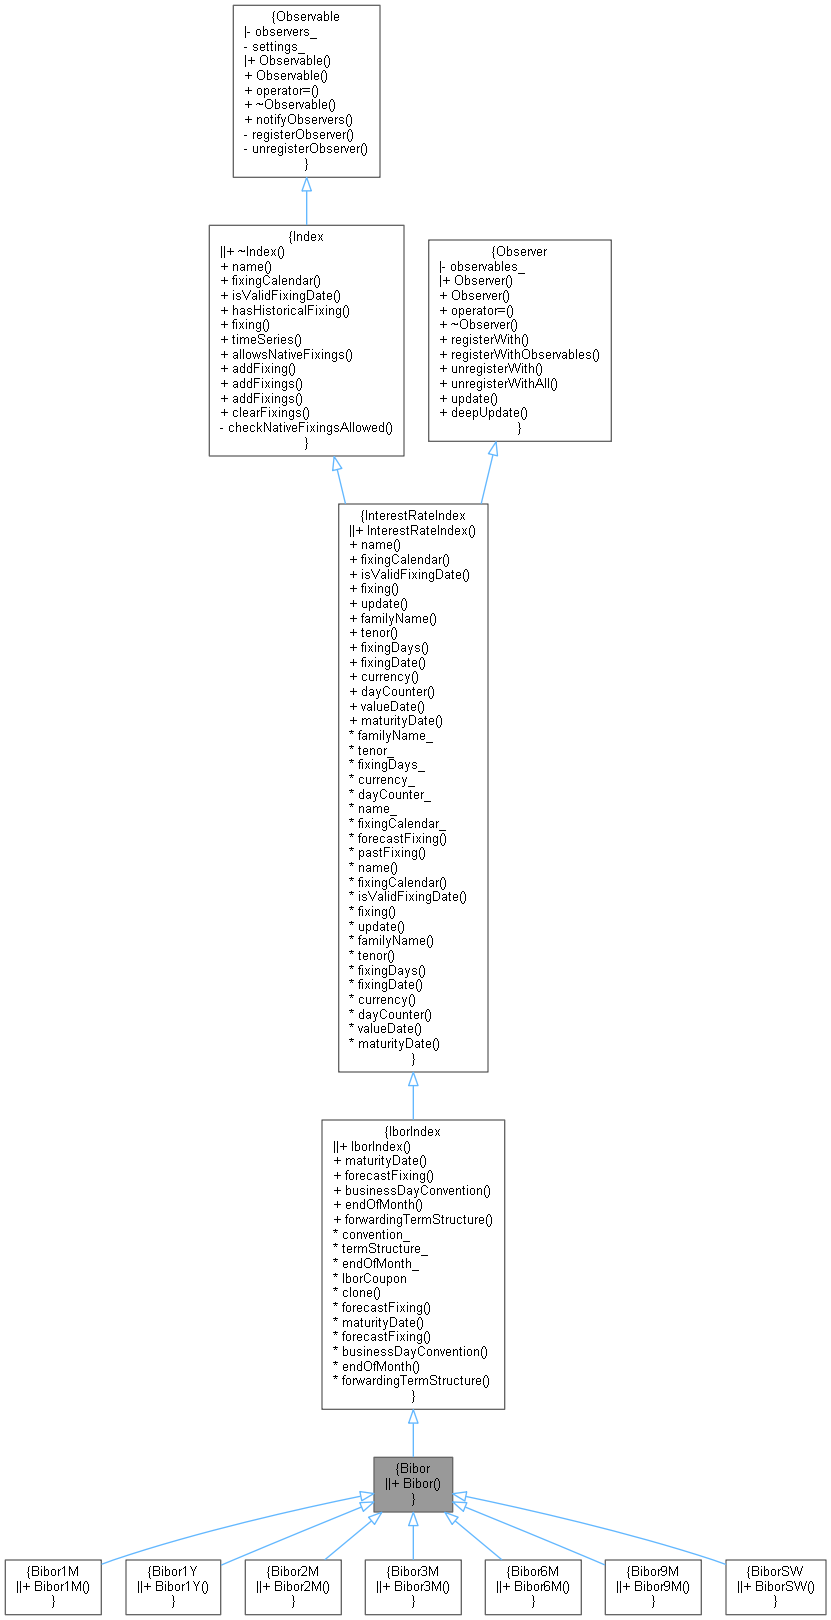 {Observable
|- observers_
- settings_
|+ Observable()
+ Observable()
+ operator=()
+ ~Observable()
+ notifyObservers()
- registerObserver()
- unregisterObserver()
}
{Index
||+ ~Index()
+ name()
+ fixingCalendar()
+ isValidFixingDate()
+ hasHistoricalFixing()
+ fixing()
+ timeSeries()
+ allowsNativeFixings()
+ addFixing()
+ addFixings()
+ addFixings()
+ clearFixings()
- checkNativeFixingsAllowed()
}
{Observer
|- observables_
|+ Observer()
+ Observer()
+ operator=()
+ ~Observer()
+ registerWith()
+ registerWithObservables()
+ unregisterWith()
+ unregisterWithAll()
+ update()
+ deepUpdate()
}
{InterestRateIndex
||+ InterestRateIndex()
+ name()
+ fixingCalendar()
+ isValidFixingDate()
+ fixing()
+ update()
+ familyName()
+ tenor()
+ fixingDays()
+ fixingDate()
+ currency()
+ dayCounter()
+ valueDate()
+ maturityDate()
* familyName_
* tenor_
* fixingDays_
* currency_
* dayCounter_
* name_
* fixingCalendar_
* forecastFixing()
* pastFixing()
* name()
* fixingCalendar()
* isValidFixingDate()
* fixing()
* update()
* familyName()
* tenor()
* fixingDays()
* fixingDate()
* currency()
* dayCounter()
* valueDate()
* maturityDate()
}
{IborIndex
||+ IborIndex()
+ maturityDate()
+ forecastFixing()
+ businessDayConvention()
+ endOfMonth()
+ forwardingTermStructure()
* convention_
* termStructure_
* endOfMonth_
* IborCoupon
* clone()
* forecastFixing()
* maturityDate()
* forecastFixing()
* businessDayConvention()
* endOfMonth()
* forwardingTermStructure()
}
{Bibor
||+ Bibor()
}
{Bibor1M
||+ Bibor1M()
}
{Bibor1Y
||+ Bibor1Y()
}
{Bibor2M
||+ Bibor2M()
}
{Bibor3M
||+ Bibor3M()
}
{Bibor6M
||+ Bibor6M()
}
{Bibor9M
||+ Bibor9M()
}
{BiborSW
||+ BiborSW()
}